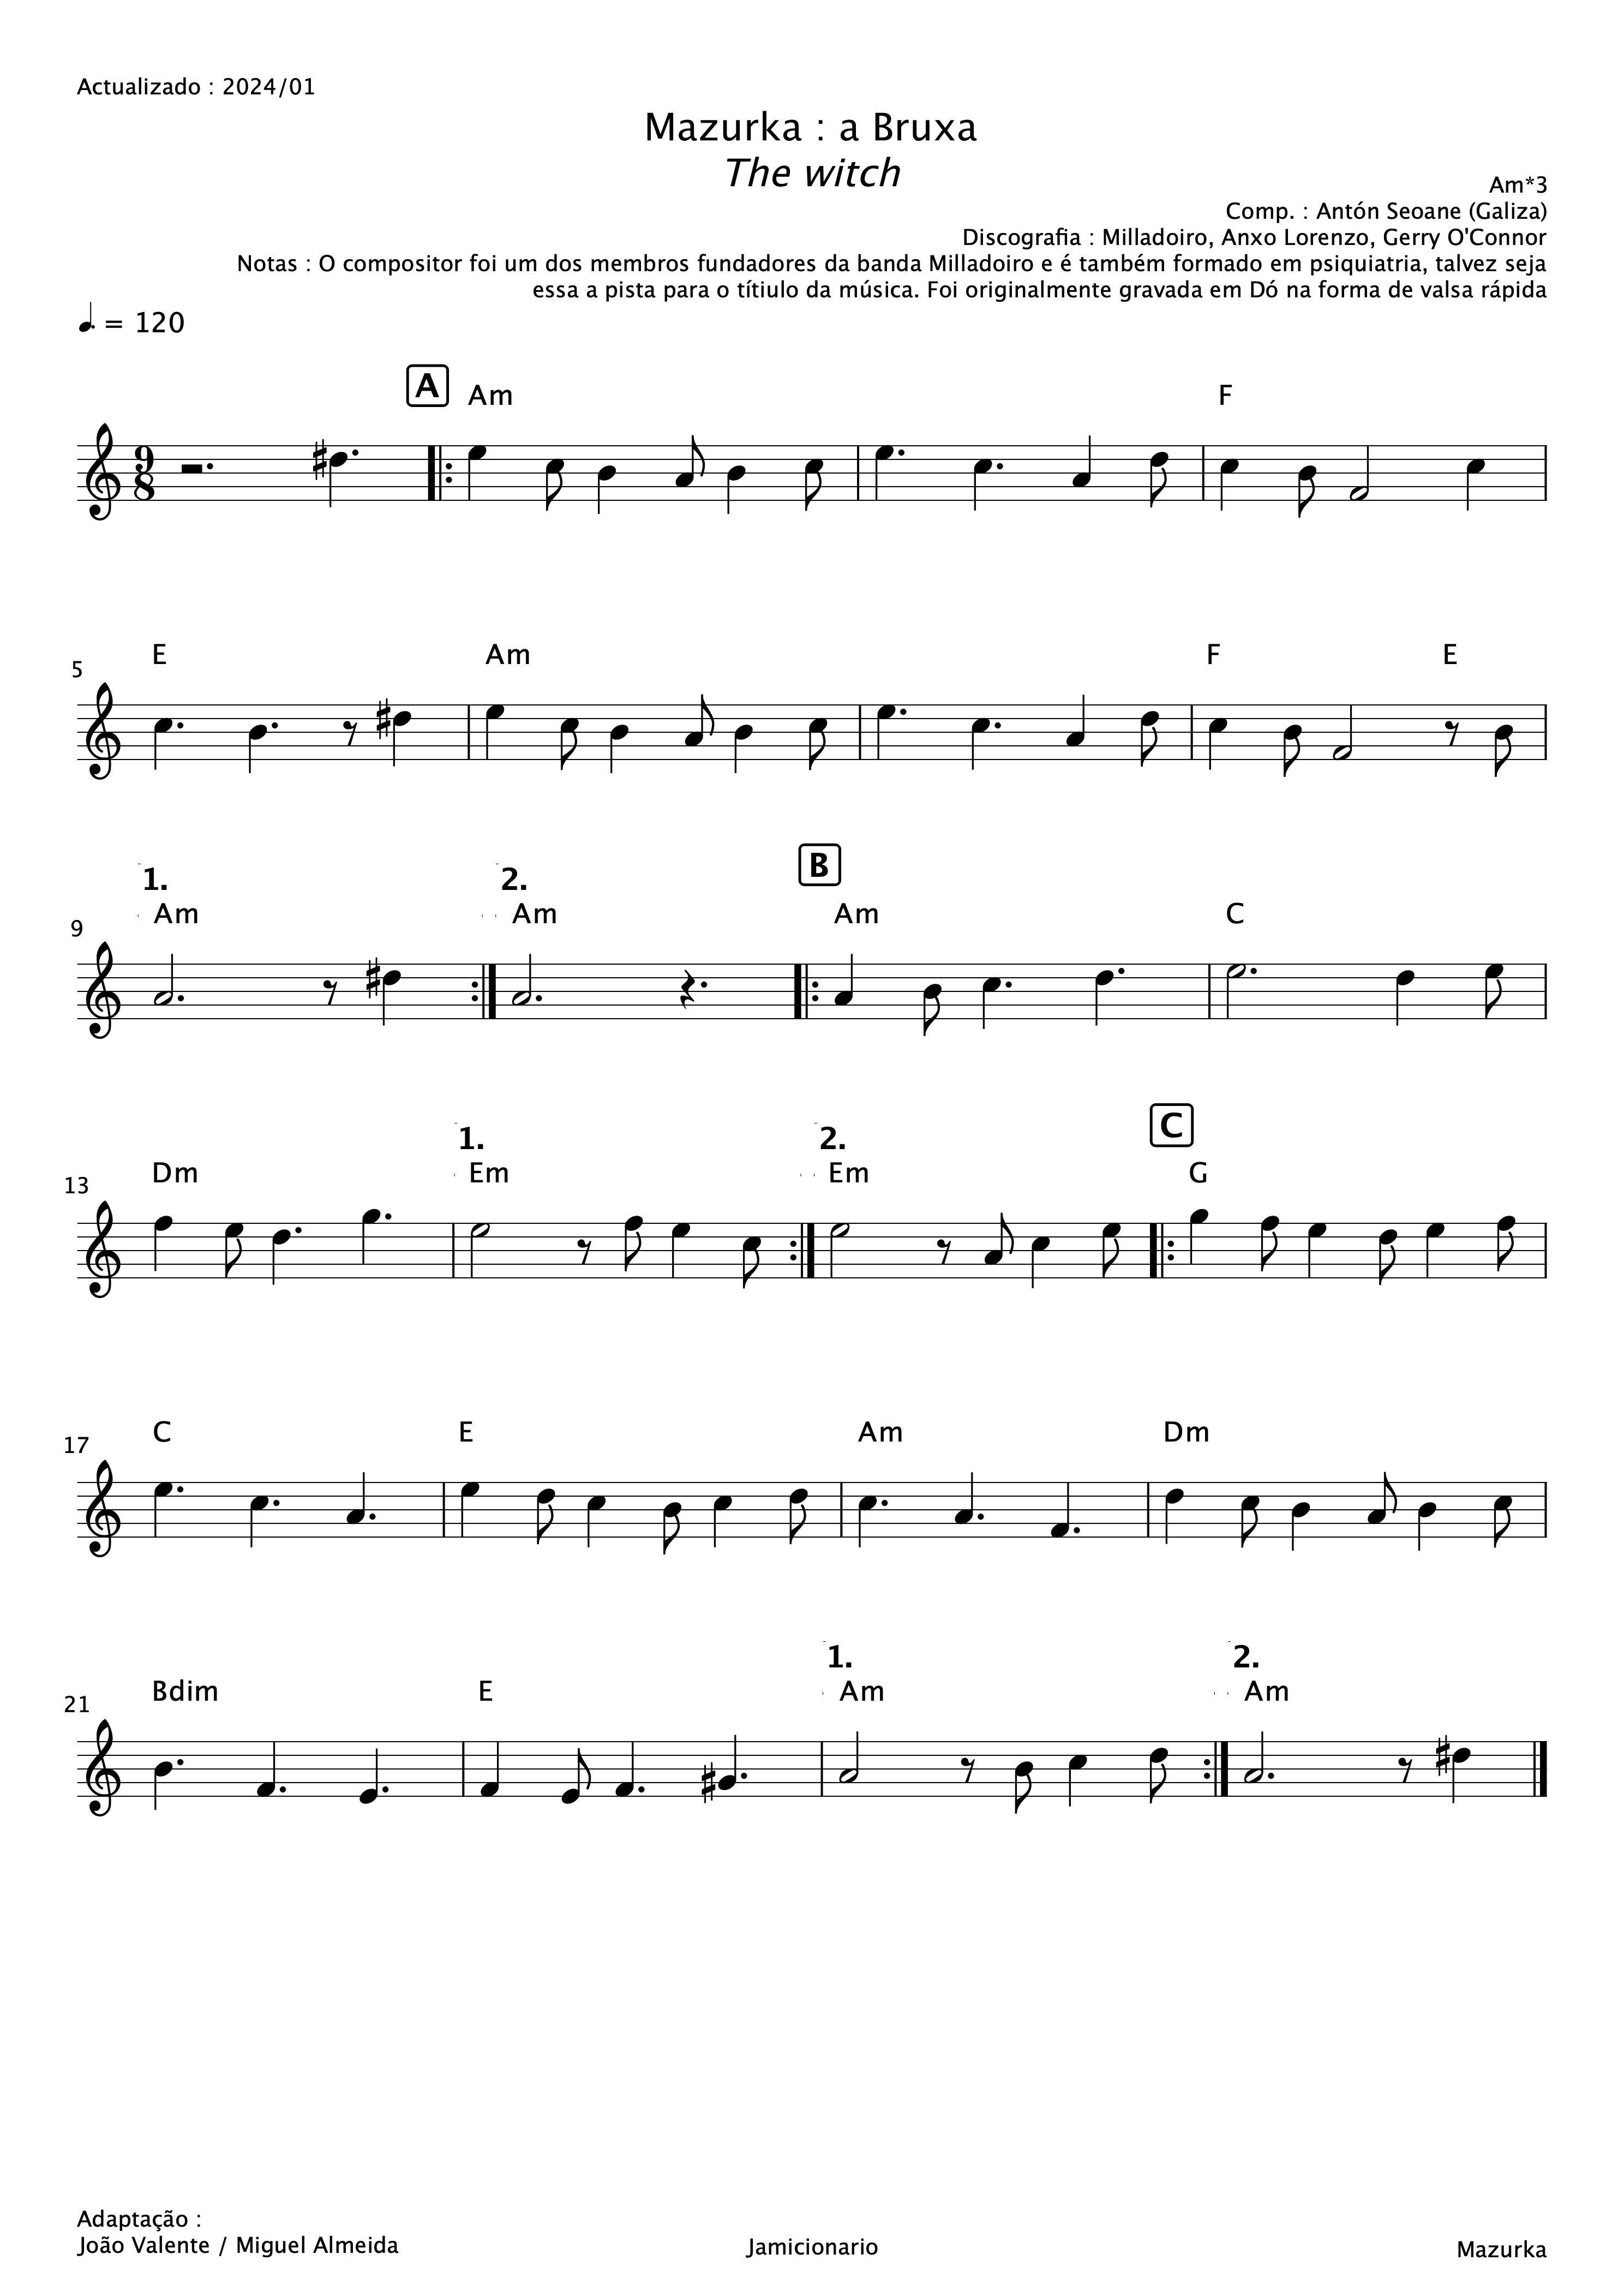 Actualizado : 2024/01
Mazurka : a Bruxa
The witch
Am*3
Comp. : Antón Seoane (Galiza)
Discografia : Milladoiro, Anxo Lorenzo, Gerry O'Connor
Notas : O compositor foi um dos membros fundadores da banda Milladoiro e é também formado em psiquiatria, talvez seja
essa a pista para o títiulo da música. Foi originalmente gravada em Dó na forma de valsa rápida
= 120
A Am F
9
8
5 E Am F E
1. 2. B
9 Am Am Am C
1. 2. C
13 Dm Em Em G
17 C E Am Dm
1. 2.
21 Bdim E Am Am
Adaptação :
João Valente / Miguel Almeida
Jamicionario
Mazurka